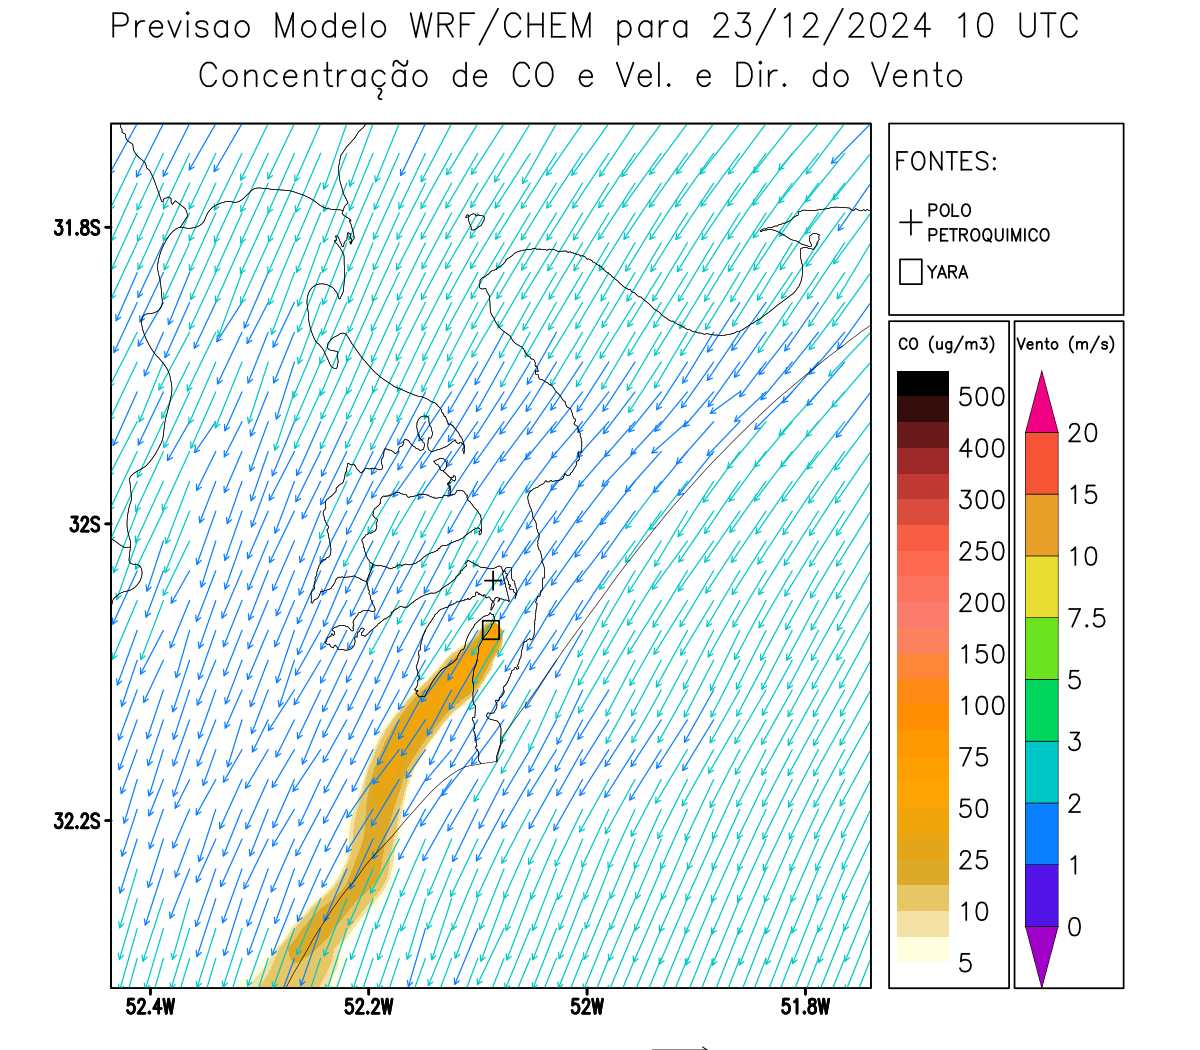 Previsao Modelo WRF/CHEM para 23/12/2024 10 UTC
Concentração de CO e Vel. e Dir. do Vento
FONTES:
POLO
PETROQUIMICO
YARA
31.8S
32S
32.2S
52.4W
52.2W
52W
51.8W
CO (ug/m3)
500
400
300
250
200
150
100
75
50
25
10
5
Vento (m/s)
20
15
10
7.5
5
3
2
1
0